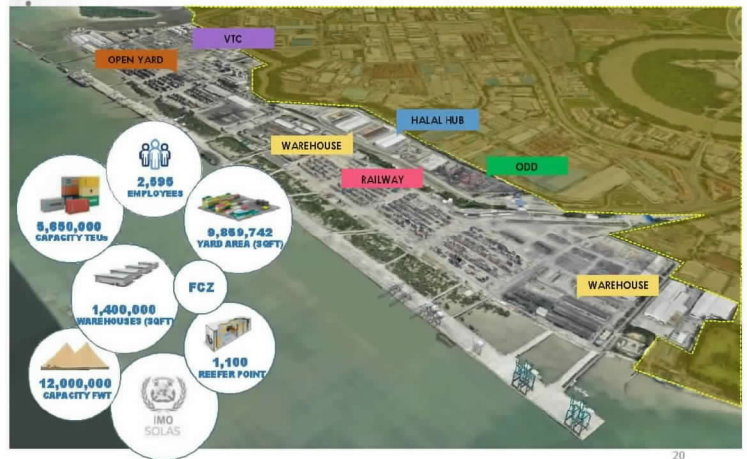 VTC
OPEN YARD
HALAL HUB
WAREHOUSE
ODD
RAILWAY
WAREHOUSE
2,595
EMPLOYEES
5,650,000
CAPACITY TEUs
9,859,742
YARD AREA (SQFT)
FCZ
1,400,000
WAREHOUSES (SQFT)
1,100
REEFER POINT
12,000,000
CAPACITY FWT
IMO
SOLAS
20